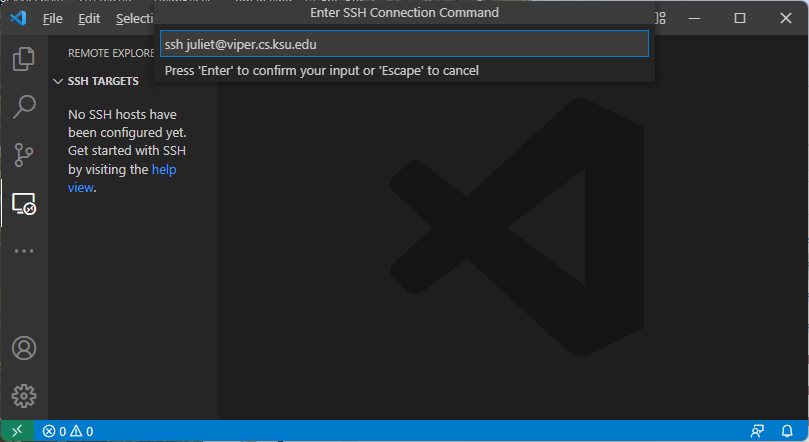 Enter SSH Connection Command
ssh juliet@viper.cs.ksu.edu
Press 'Enter' to confirm your input or 'Escape' to cancel
File Edit Selecti
REMOTE EXPLORE
SSH TARGETS
No SSH hosts have
been configured yet.
Get started with SSH
by visiting the help
view.
0 0